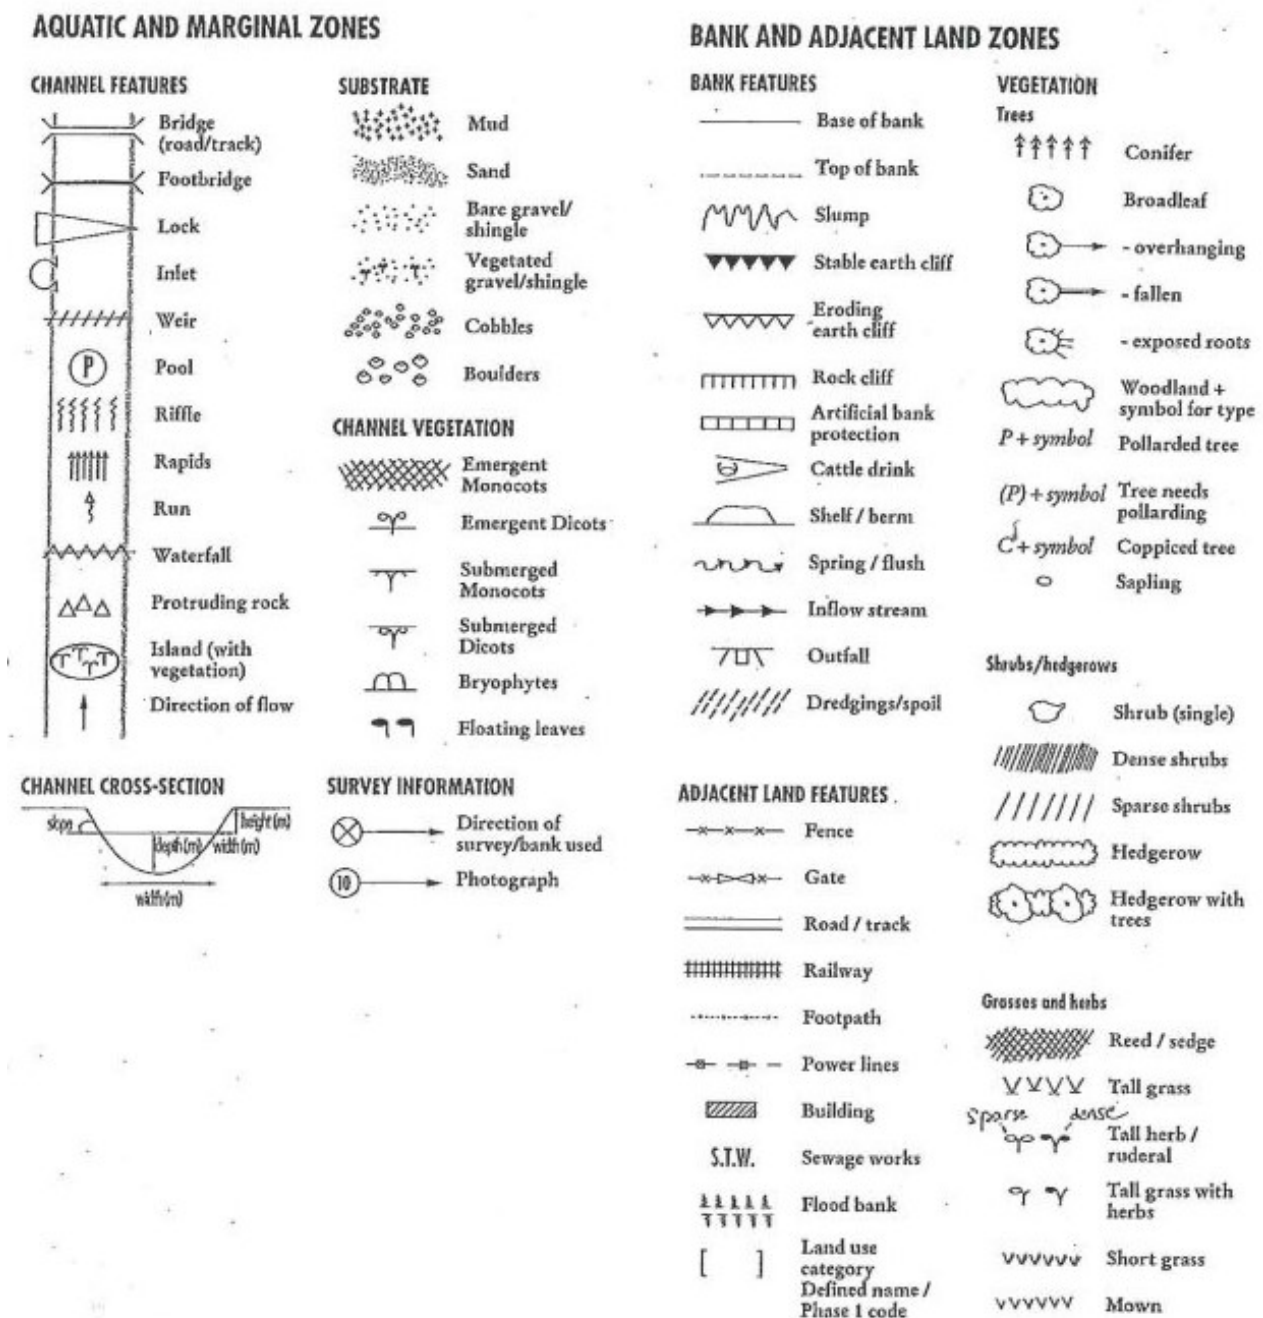 AQUATIC AND MARGINAL ZONES
CHANNEL FEATURES
Bridge
(road/track)
Footbridge
Lock
Inlet
Weir
P
Pool
Riffle
Rapids
Run
Waterfall
Protruding rock
Island (with
vegetation)
Direction of flow
CHANNEL CROSS-SECTION
slope
depth(m)
width(m)
height(m)
width(m)
SUBSTRATE
Mud
Sand
Bare gravel/
shingle
Vegetated
gravel/shingle
Cobbles
Boulders
CHANNEL VEGETATION
Emergent
Monocots
Emergent Dicots
Submerged
Monocots
Submerged
Dicots
Bryophytes
Floating leaves
SURVEY INFORMATION
Direction of
survey/bank used
10
Photograph
BANK AND ADJACENT LAND ZONES
BANK FEATURES
Base of bank
Top of bank
Slump
Stable earth cliff
Eroding
earth cliff
Rock cliff
Artificial bank
protection
Cattle drink
Shelf / berm
Spring / flush
Inflow stream
Outfall
Dredgings/spoil
ADJACENT LAND FEATURES
Fence
Gate
Road / track
Railway
Footpath
Power lines
Building
S.T.W. Sewage works
Flood bank
[ ] Land use
category
Defined name /
Phase 1 code
VEGETATION
Trees
Conifer
Broadleaf
- overhanging
- fallen
- exposed roots
Woodland +
symbol for type
P + symbol Pollarded tree
(P) + symbol Tree needs
pollarding
C + symbol Coppiced tree
Sapling
Shrubs/hedgerows
Shrub (single)
Dense shrubs
Sparse shrubs
Hedgerow
Hedgerow with
trees
Grosses and herbs
Reed / sedge
Tall grass
sparse dense
Tall herb /
ruderal
Tall grass with
herbs
Short grass
Mown